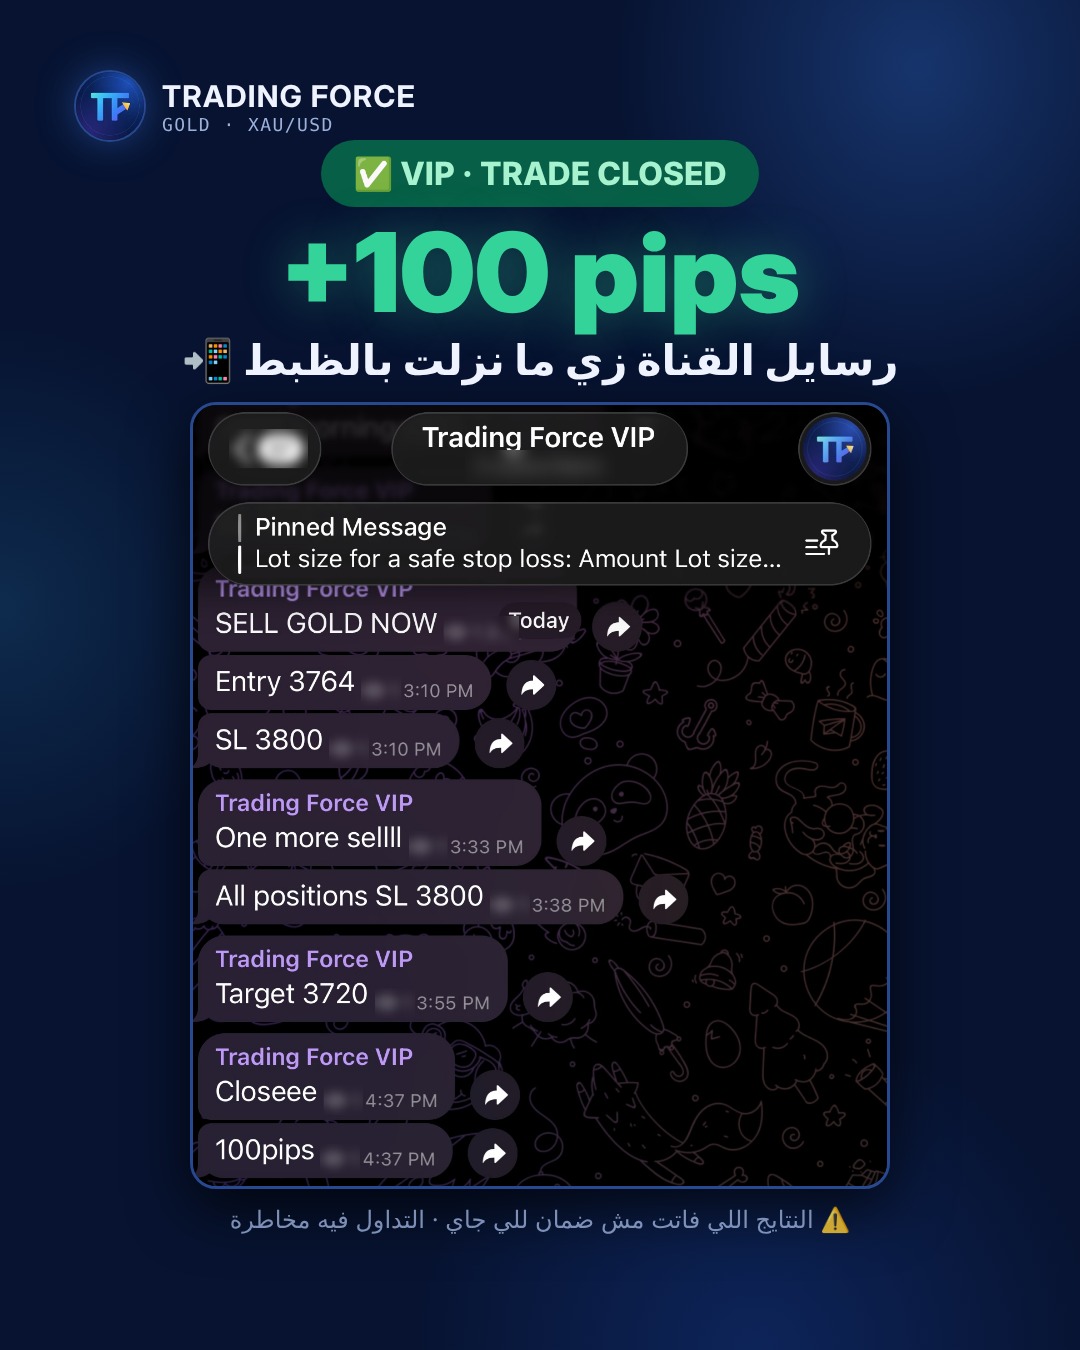 TRADING FORCE
GOLD · XAU/USD
✅ VIP · TRADE CLOSED
+100 pips
رسايل القناة زي ما نزلت بالظبط 📲
Trading Force VIP
Pinned Message
Lot size for a safe stop loss: Amount Lot size...
Trading Force VIP
SELL GOLD NOW
Today
Entry 3764 3:10 PM
SL 3800 3:10 PM
Trading Force VIP
One more sellll 3:33 PM
All positions SL 3800 3:38 PM
Trading Force VIP
Target 3720 3:55 PM
Trading Force VIP
Closeee 4:37 PM
100pips 4:37 PM
⚠️ النتايج اللي فاتت مش ضمان للي جاي · التداول فيه مخاطرة